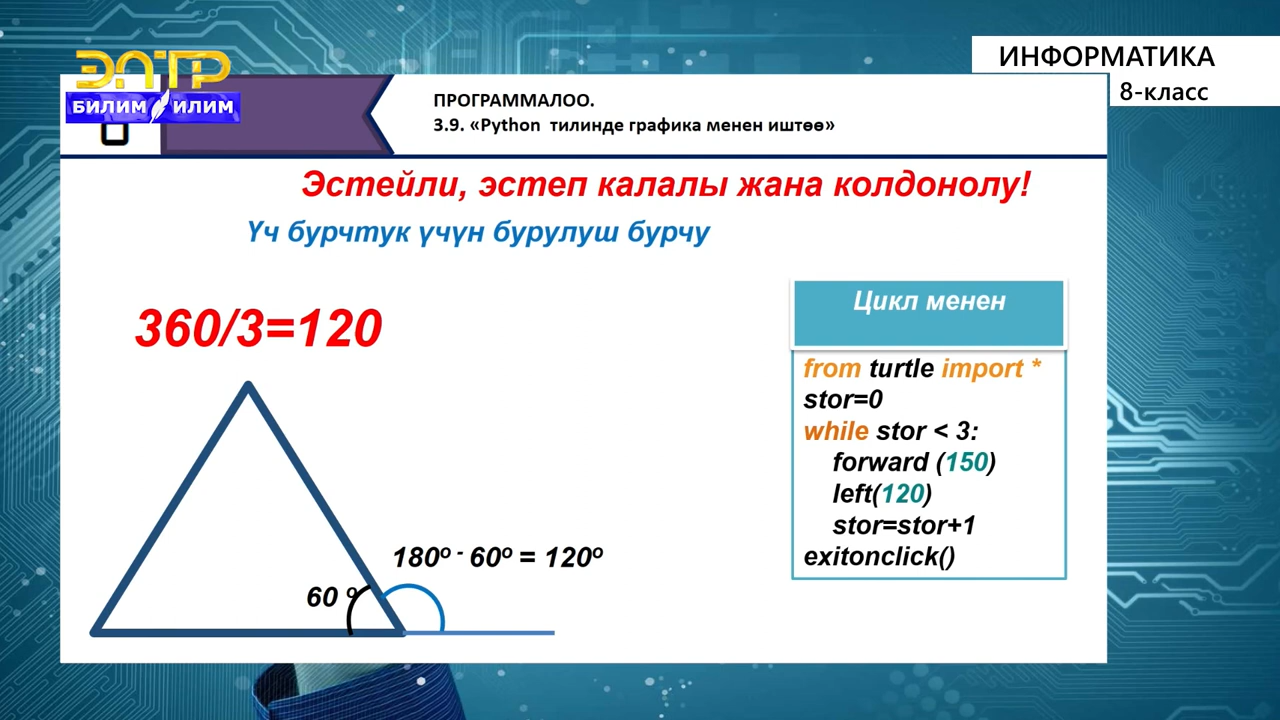 ЭЛТР
БИЛИМ ИЛИМ
ИНФОРМАТИКА
8-класс
ПРОГРАММАЛОО.
3.9. «Python тилинде графика менен иштөө»
Эстейли, эстеп калалы жана колдонолу!
Үч бурчтук үчүн бурулуш бурчу
360/3=120
Цикл менен
from turtle import *
stor=0
while stor < 3:
forward (150)
left(120)
stor=stor+1
exitonclick()
180º - 60º = 120º
60 º